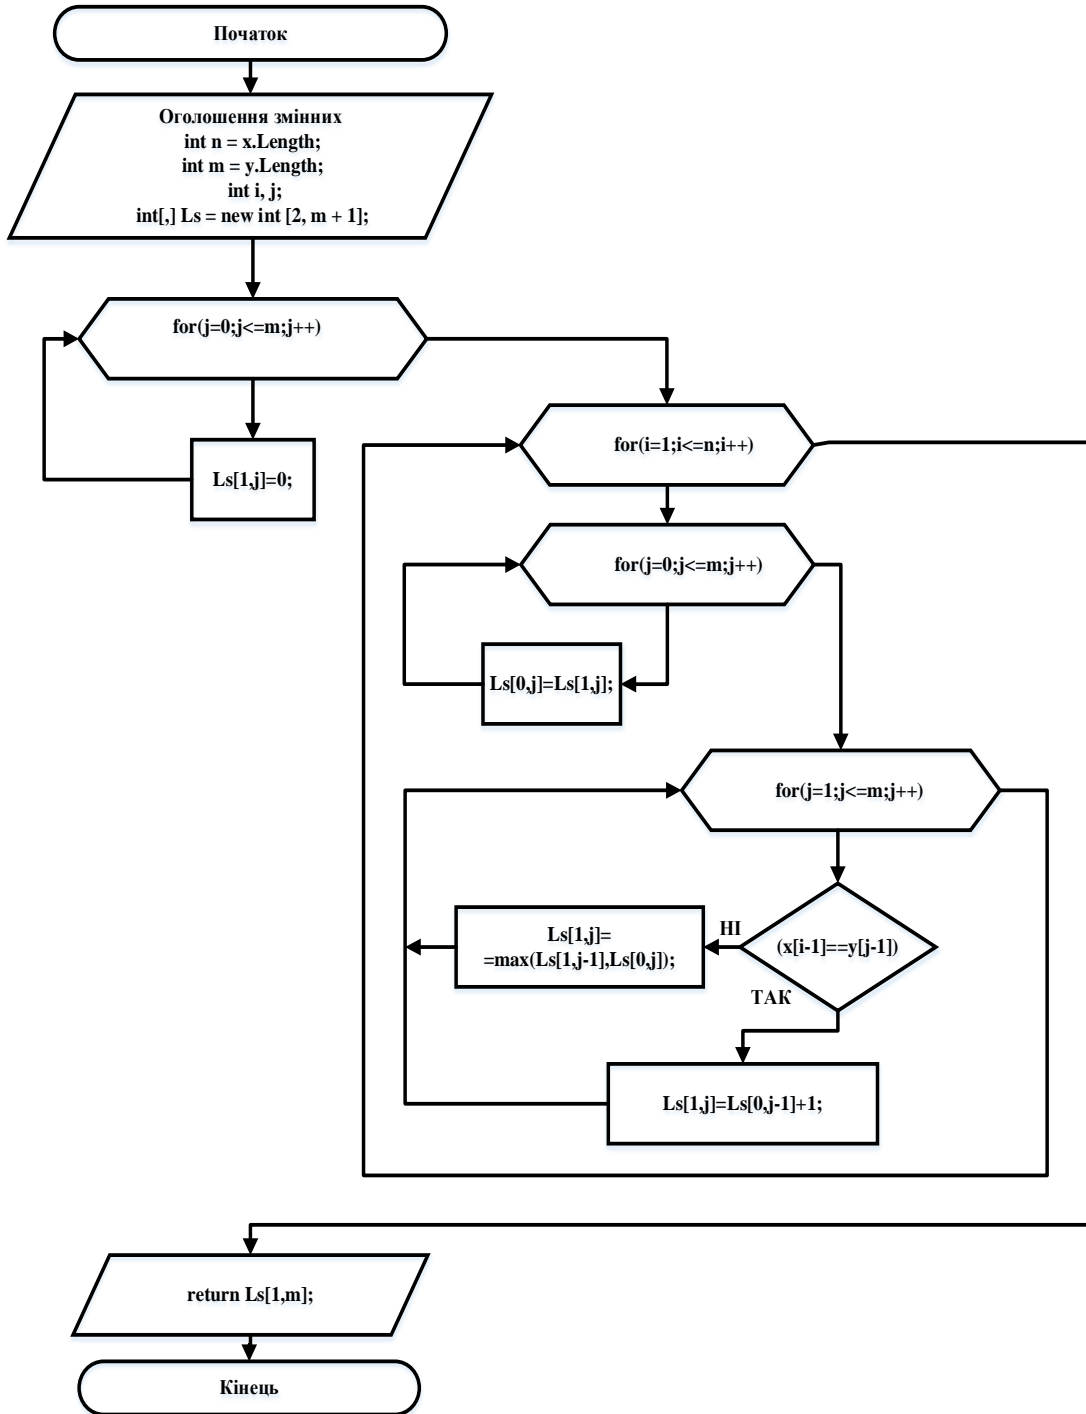 Початок
Оголошення змінних
int n = x.Length;
int m = y.Length;
int i, j;
int[,] Ls = new int [2, m + 1];
for(j=0;j<=m;j++)
Ls[1,j]=0;
for(i=1;i<=n;i++)
for(j=0;j<=m;j++)
Ls[0,j]=Ls[1,j];
for(j=1;j<=m;j++)
(x[i-1]==y[j-1])
НІ
Ls[1,j]=
=max(Ls[1,j-1],Ls[0,j]);
ТАК
Ls[1,j]=Ls[0,j-1]+1;
return Ls[1,m];
Кінець